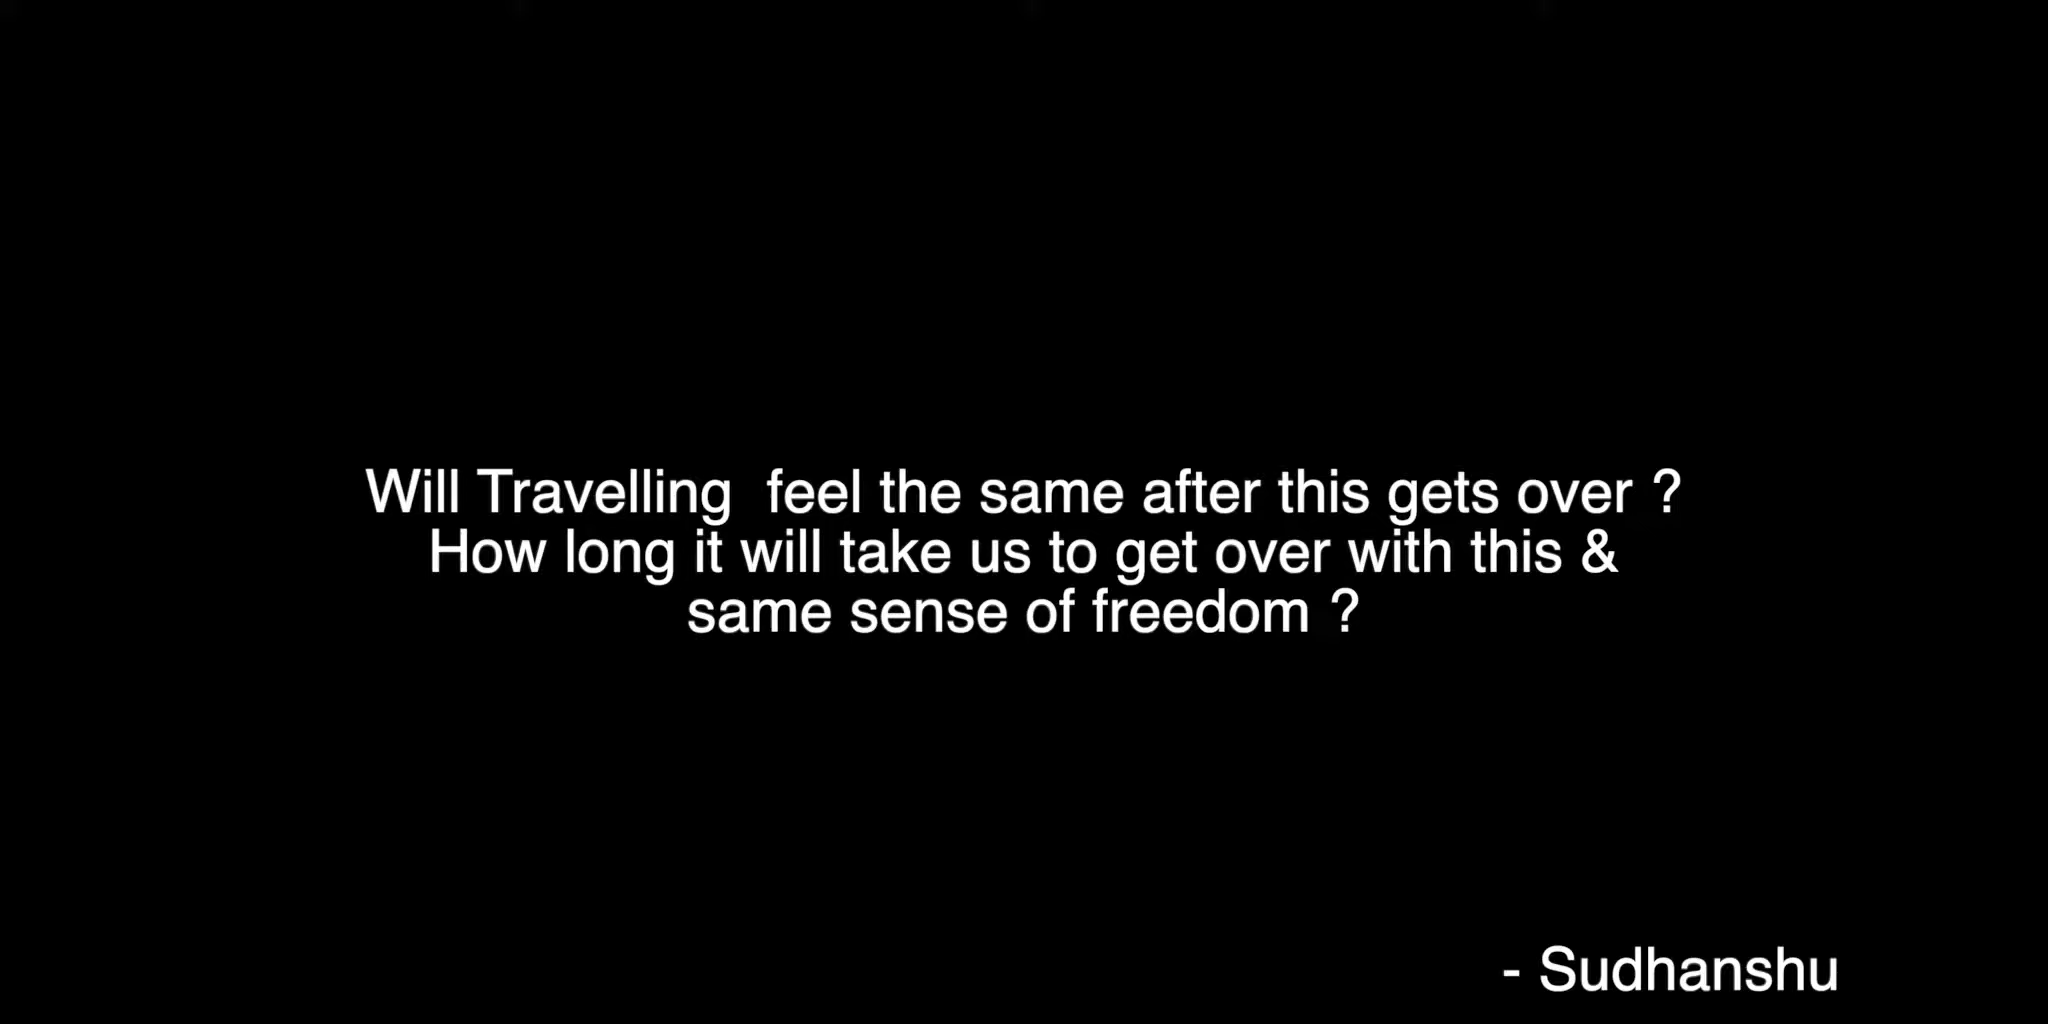 Will Travelling  feel the same after this gets over ?
How long it will take us to get over with this &
same sense of freedom ?
- Sudhanshu